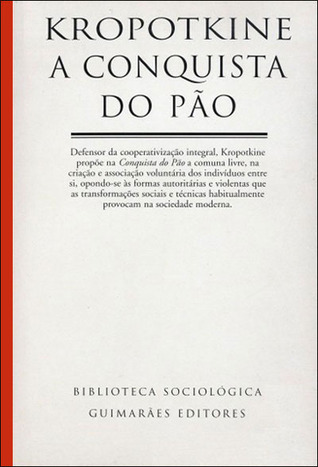 KROPOTKINE
A CONQUISTA
DO PÃO
Defensor da cooperativização integral, Kropotkine
propõe na Conquista do Pão a comuna livre, na
criação e associação voluntária dos indivíduos entre
si, opondo-se às formas autoritárias e violentas que
as transformações sociais e técnicas habitualmente
provocam na sociedade moderna.
BIBLIOTECA SOCIOLÓGICA
GUIMARÃES EDITORES